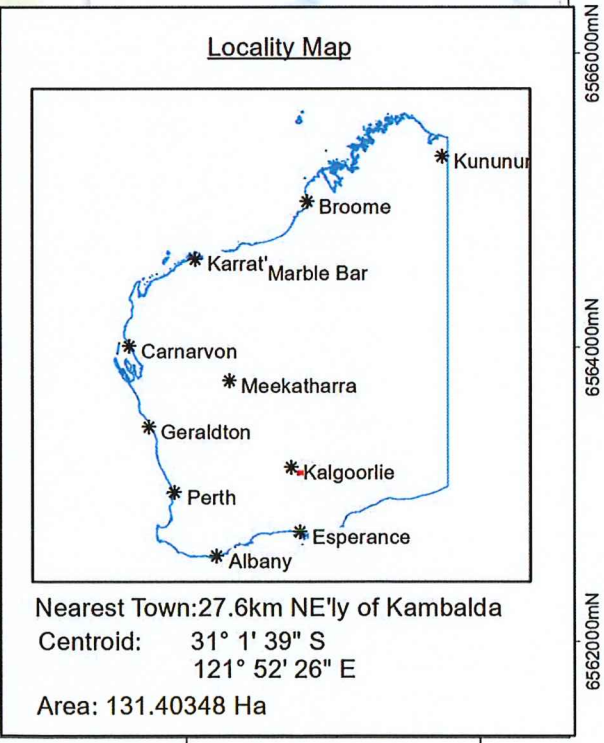 Locality Map
Kununur
Broome
Karrat'
Marble Bar
Carnarvon
Meekatharra
Geraldton
Kalgoorlie
Perth
Esperance
Albany
Nearest Town:27.6km NE'ly of Kambalda
Centroid: 31° 1' 39" S
121° 52' 26" E
Area: 131.40348 Ha
6566000mN
6564000mN
6562000mN